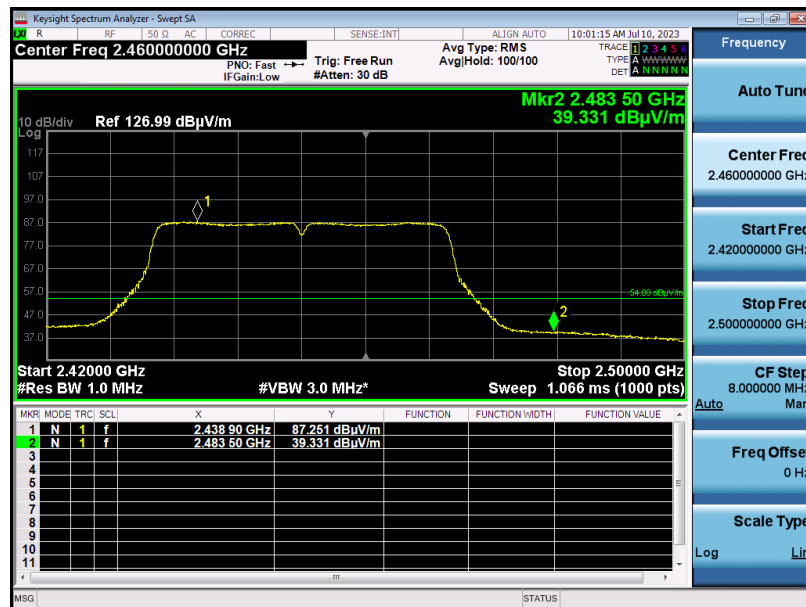 Keysight Spectrum Analyzer - Swept SA
LXI R RF 50 Ω AC CORREC SENSE:INT ALIGN AUTO 10:01:15 AM Jul 10, 2023
Center Freq 2.460000000 GHz
PNO: Fast
IFGain:Low
Trig: Free Run
#Atten: 30 dB
Avg Type: RMS
Avg|Hold: 100/100
TRACE 1 2 3 4 5 6
TYPE A WWWWW
DET A N N N N N
Mkr2 2.483 50 GHz
39.331 dBµV/m
10 dB/div Ref 126.99 dBµV/m
Log
117
107
97.0
87.0
77.0
67.0
57.0
47.0
37.0
1
54.00 dBµV/m
2
Start 2.42000 GHz Stop 2.50000 GHz
#Res BW 1.0 MHz #VBW 3.0 MHz* Sweep 1.066 ms (1000 pts)
MKR MODE TRC SCL X Y FUNCTION FUNCTION WIDTH FUNCTION VALUE
1 N 1 f 2.438 90 GHz 87.251 dBµV/m
2 N 1 f 2.483 50 GHz 39.331 dBµV/m
3
4
5
6
7
8
9
10
11
MSG STATUS
Frequency
Auto Tune
Center Freq
2.460000000 GHz
Start Freq
2.420000000 GHz
Stop Freq
2.500000000 GHz
CF Step
8.000000 MHz
Auto Man
Freq Offset
0 Hz
Scale Type
Log Lin